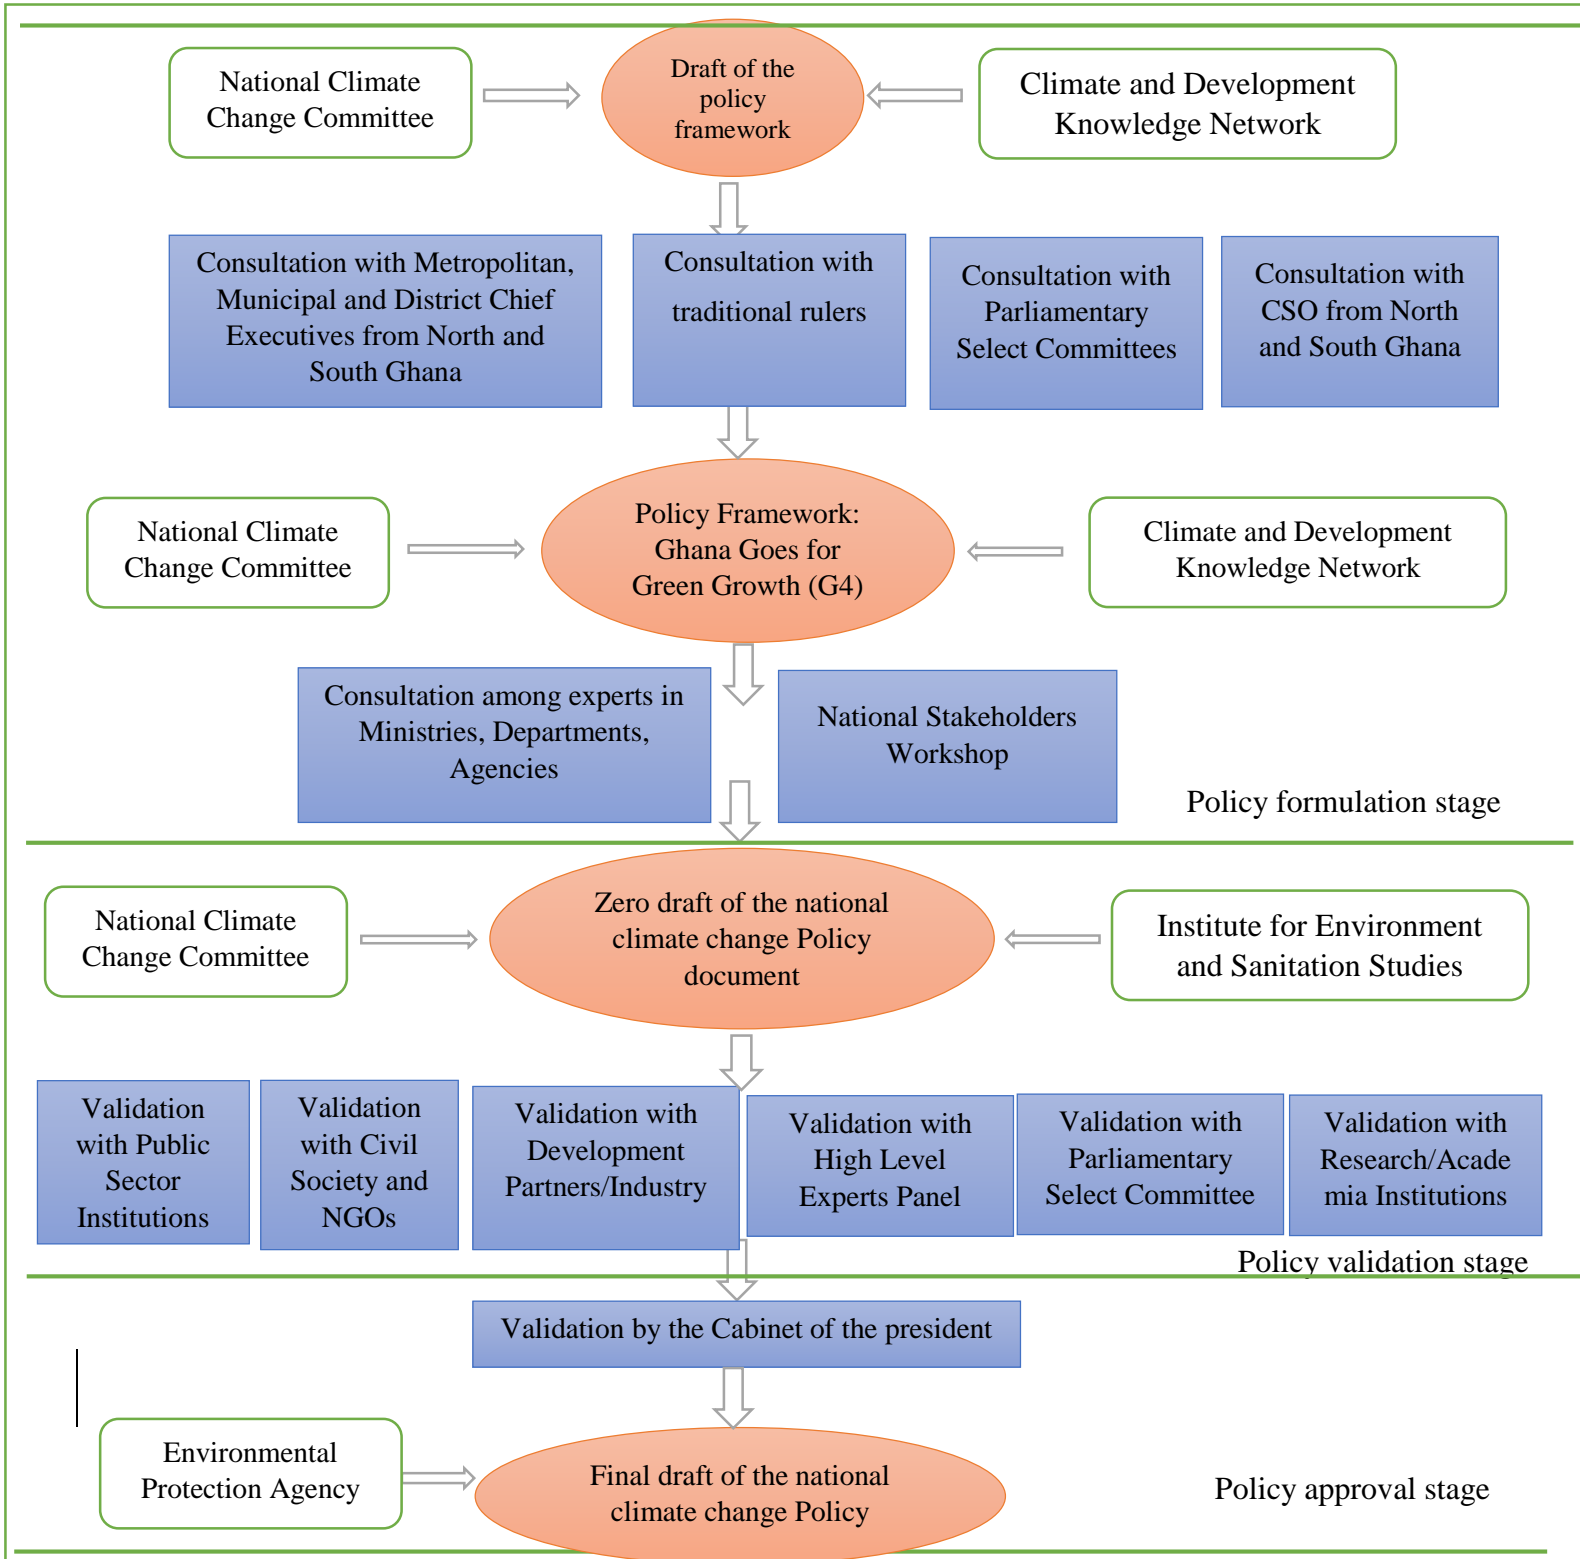 National Climate
Change Committee
Draft of the
policy
framework
Climate and Development
Knowledge Network
Consultation with Metropolitan,
Municipal and District Chief
Executives from North and
South Ghana
Consultation with
traditional rulers
Consultation with
Parliamentary
Select Committees
Consultation with
CSO from North
and South Ghana
National Climate
Change Committee
Policy Framework:
Ghana Goes for
Green Growth (G4)
Climate and Development
Knowledge Network
Consultation among experts in
Ministries, Departments,
Agencies
National Stakeholders
Workshop
Policy formulation stage
National Climate
Change Committee
Zero draft of the national
climate change Policy
document
Institute for Environment
and Sanitation Studies
Validation
with Public
Sector
Institutions
Validation
with Civil
Society and
NGOs
Validation with
Development
Partners/Industry
Validation with
High Level
Experts Panel
Validation with
Parliamentary
Select Committee
Validation with
Research/Acade
mia Institutions
Policy validation stage
Validation by the Cabinet of the president
Environmental
Protection Agency
Final draft of the national
climate change Policy
Policy approval stage